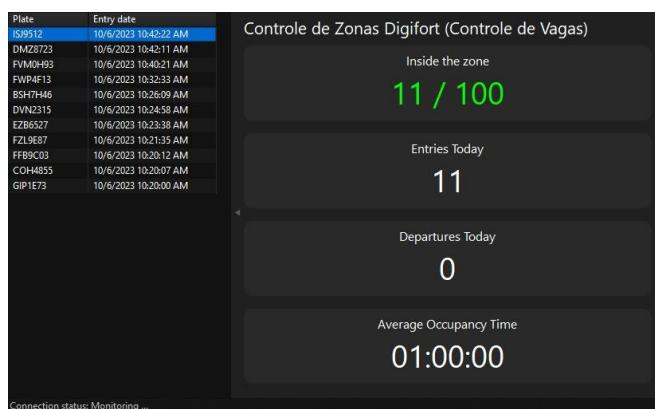 Plate Entry date
ISJ9512 10/6/2023 10:42:22 AM
DMZ8723 10/6/2023 10:42:11 AM
FVM0H93 10/6/2023 10:40:21 AM
FWP4F13 10/6/2023 10:32:33 AM
BSH7H46 10/6/2023 10:26:09 AM
DVN2315 10/6/2023 10:24:58 AM
EZB6527 10/6/2023 10:23:38 AM
FZL9E87 10/6/2023 10:21:35 AM
FFB9C03 10/6/2023 10:20:12 AM
COH4855 10/6/2023 10:20:07 AM
GIP1E73 10/6/2023 10:20:00 AM
Controle de Zonas Digifort (Controle de Vagas)
Inside the zone
11 / 100
Entries Today
11
Departures Today
0
Average Occupancy Time
01:00:00
Connection status: Monitoring ...